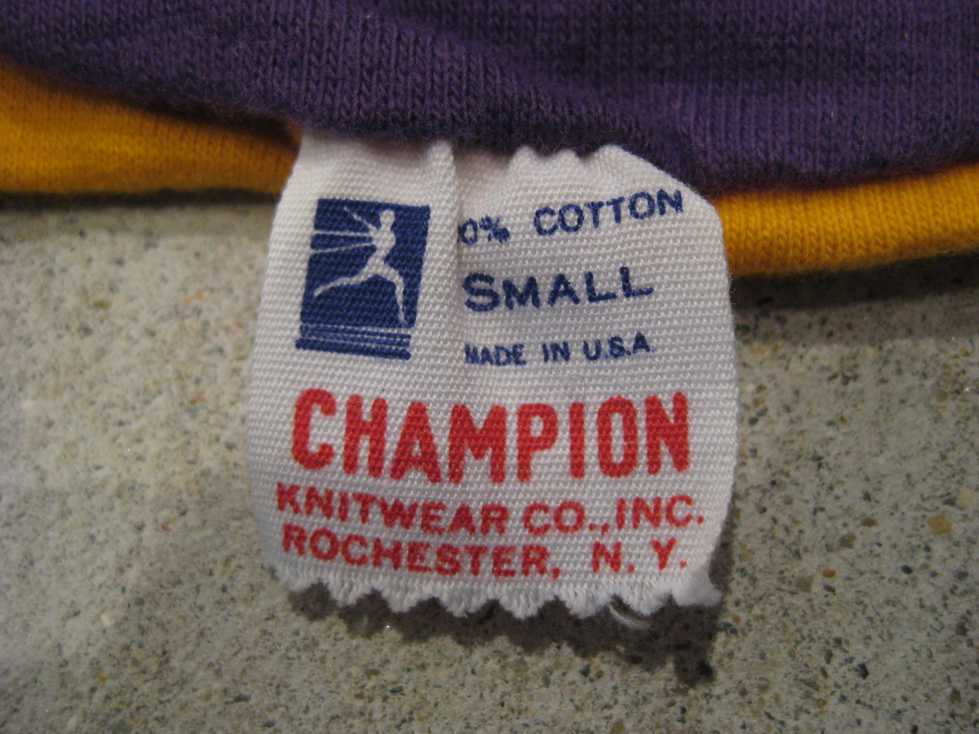 0% COTTON
SMALL
MADE IN U.S.A
CHAMPION
KNITWEAR CO., INC.
ROCHESTER, N. Y.